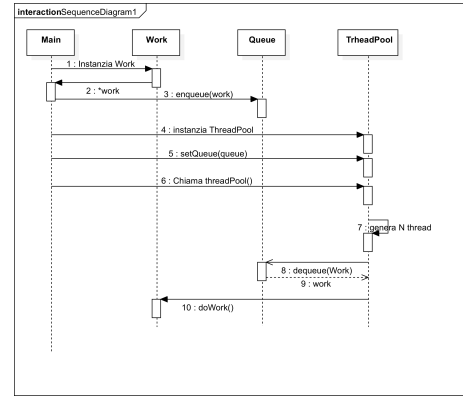 interactionSequenceDiagram1
Main
Work
Queue
TrheadPool
1 : Instanzia Work
2 : *work
3 : enqueue(work)
4 : instanzia ThreadPool
5 : setQueue(queue)
6 : Chiama threadPool()
7 : genera N thread
8 : dequeue(Work)
9 : work
10 : doWork()